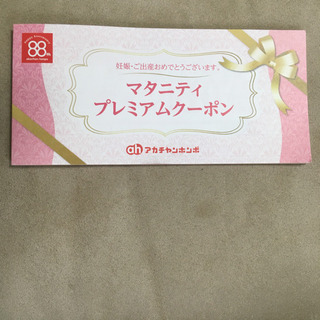 88
妊娠・ご出産おめでとうございます。
マタニティ
プレミアムクーポン
ah アカチャンホンポ